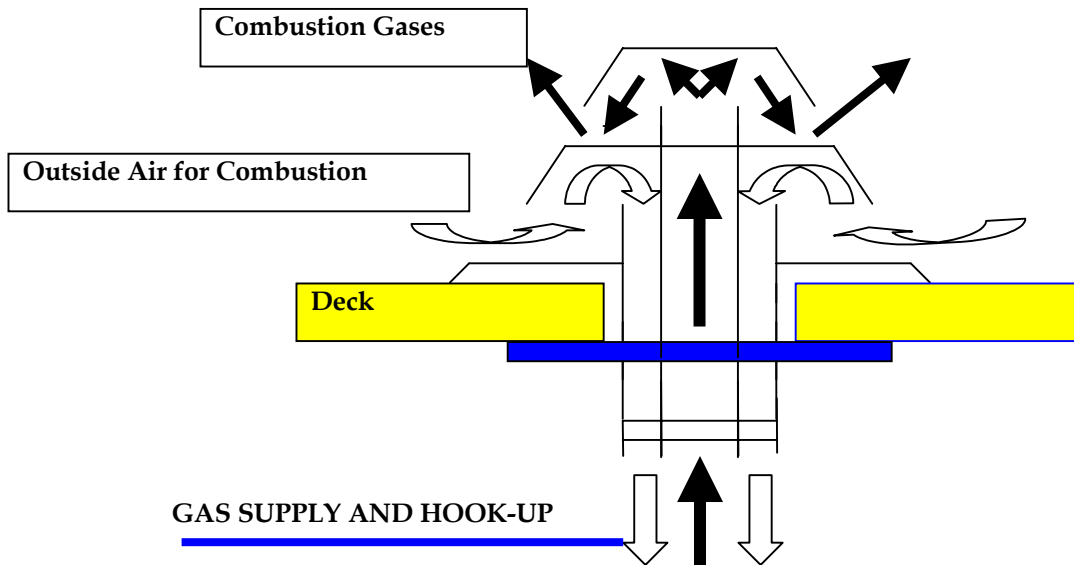 Combustion Gases
Outside Air for Combustion
Deck
GAS SUPPLY AND HOOK-UP